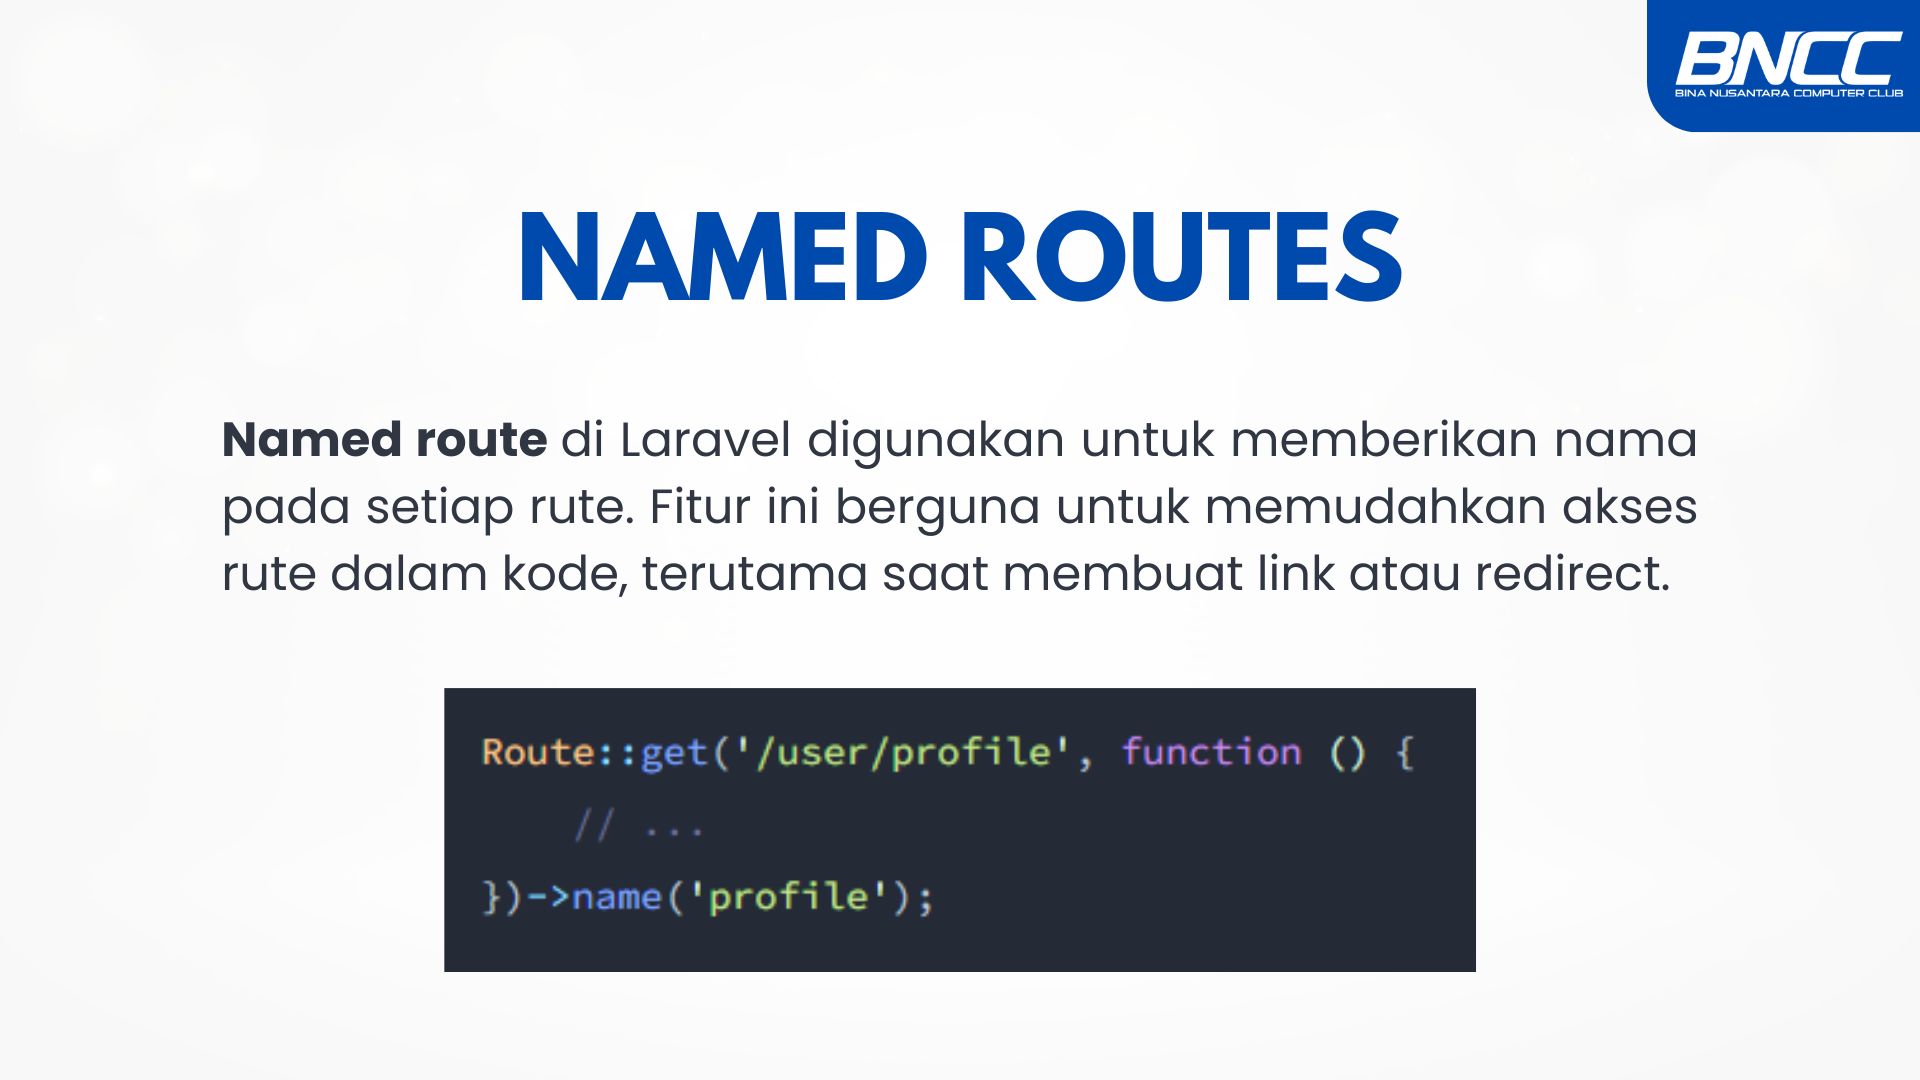 BNCC
BINA NUSANTARA COMPUTER CLUB
NAMED ROUTES
Named route di Laravel digunakan untuk memberikan nama
pada setiap rute. Fitur ini berguna untuk memudahkan akses
rute dalam kode, terutama saat membuat link atau redirect.
Route::get('/user/profile', function () {
    // ...
})->name('profile');